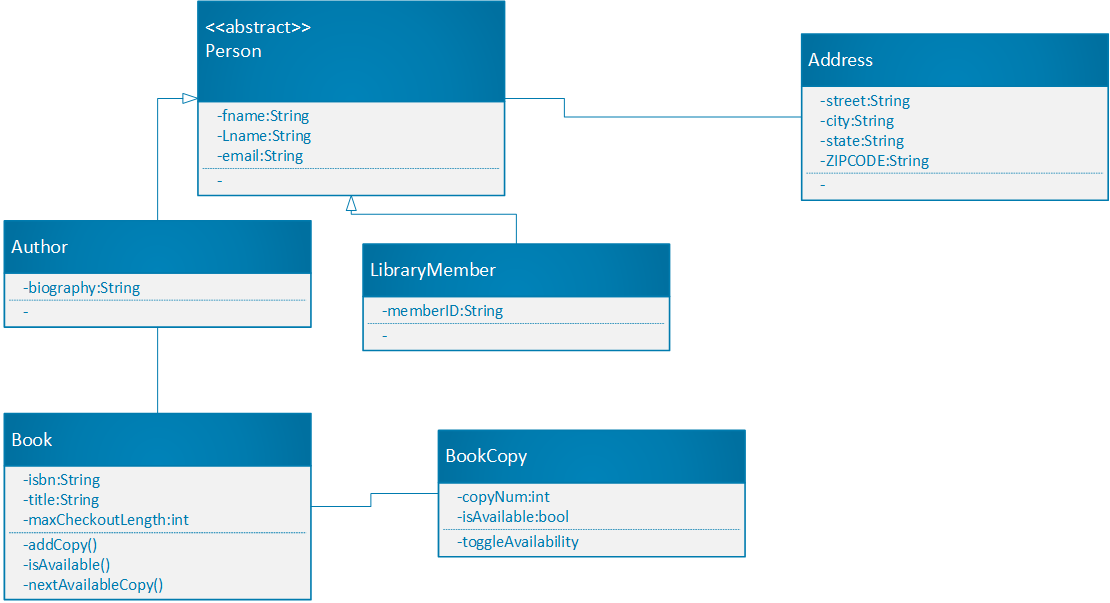 <<abstract>>
Person
-fname:String
-Lname:String
-email:String
-
Address
-street:String
-city:String
-state:String
-ZIPCODE:String
-
Author
-biography:String
-
LibraryMember
-memberID:String
-
Book
-isbn:String
-title:String
-maxCheckoutLength:int
-addCopy()
-isAvailable()
-nextAvailableCopy()
BookCopy
-copyNum:int
-isAvailable:bool
-toggleAvailability